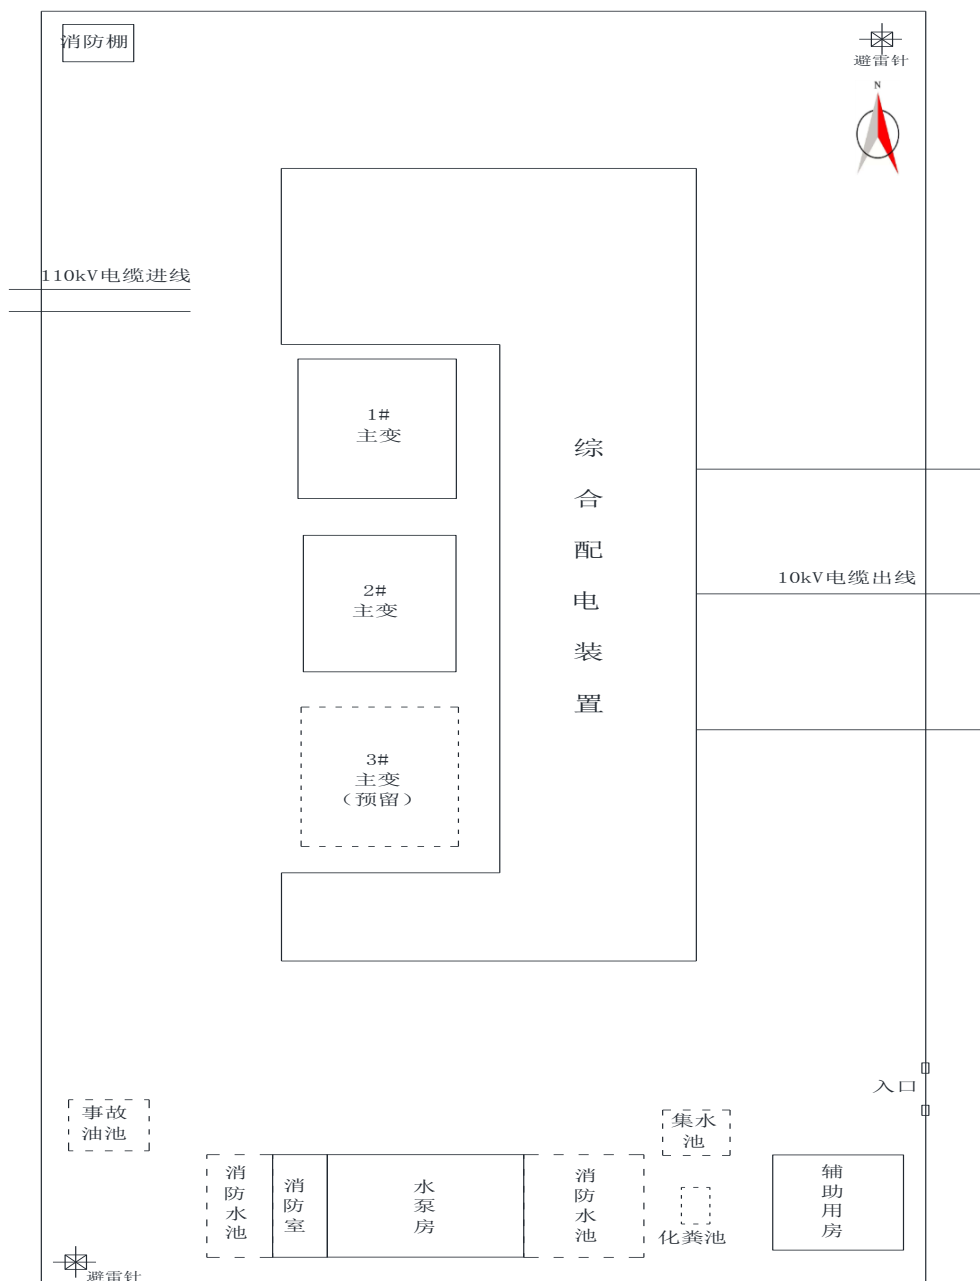 消防棚
避雷针
N
110kV电缆进线
1#
主变
综合配电装置
10kV电缆出线
2#
主变
3#
主变
（预留）
入口
事故
油池
集水
池
消防水池
消防室
水泵房
消防水池
化粪池
辅助用房
避雷针